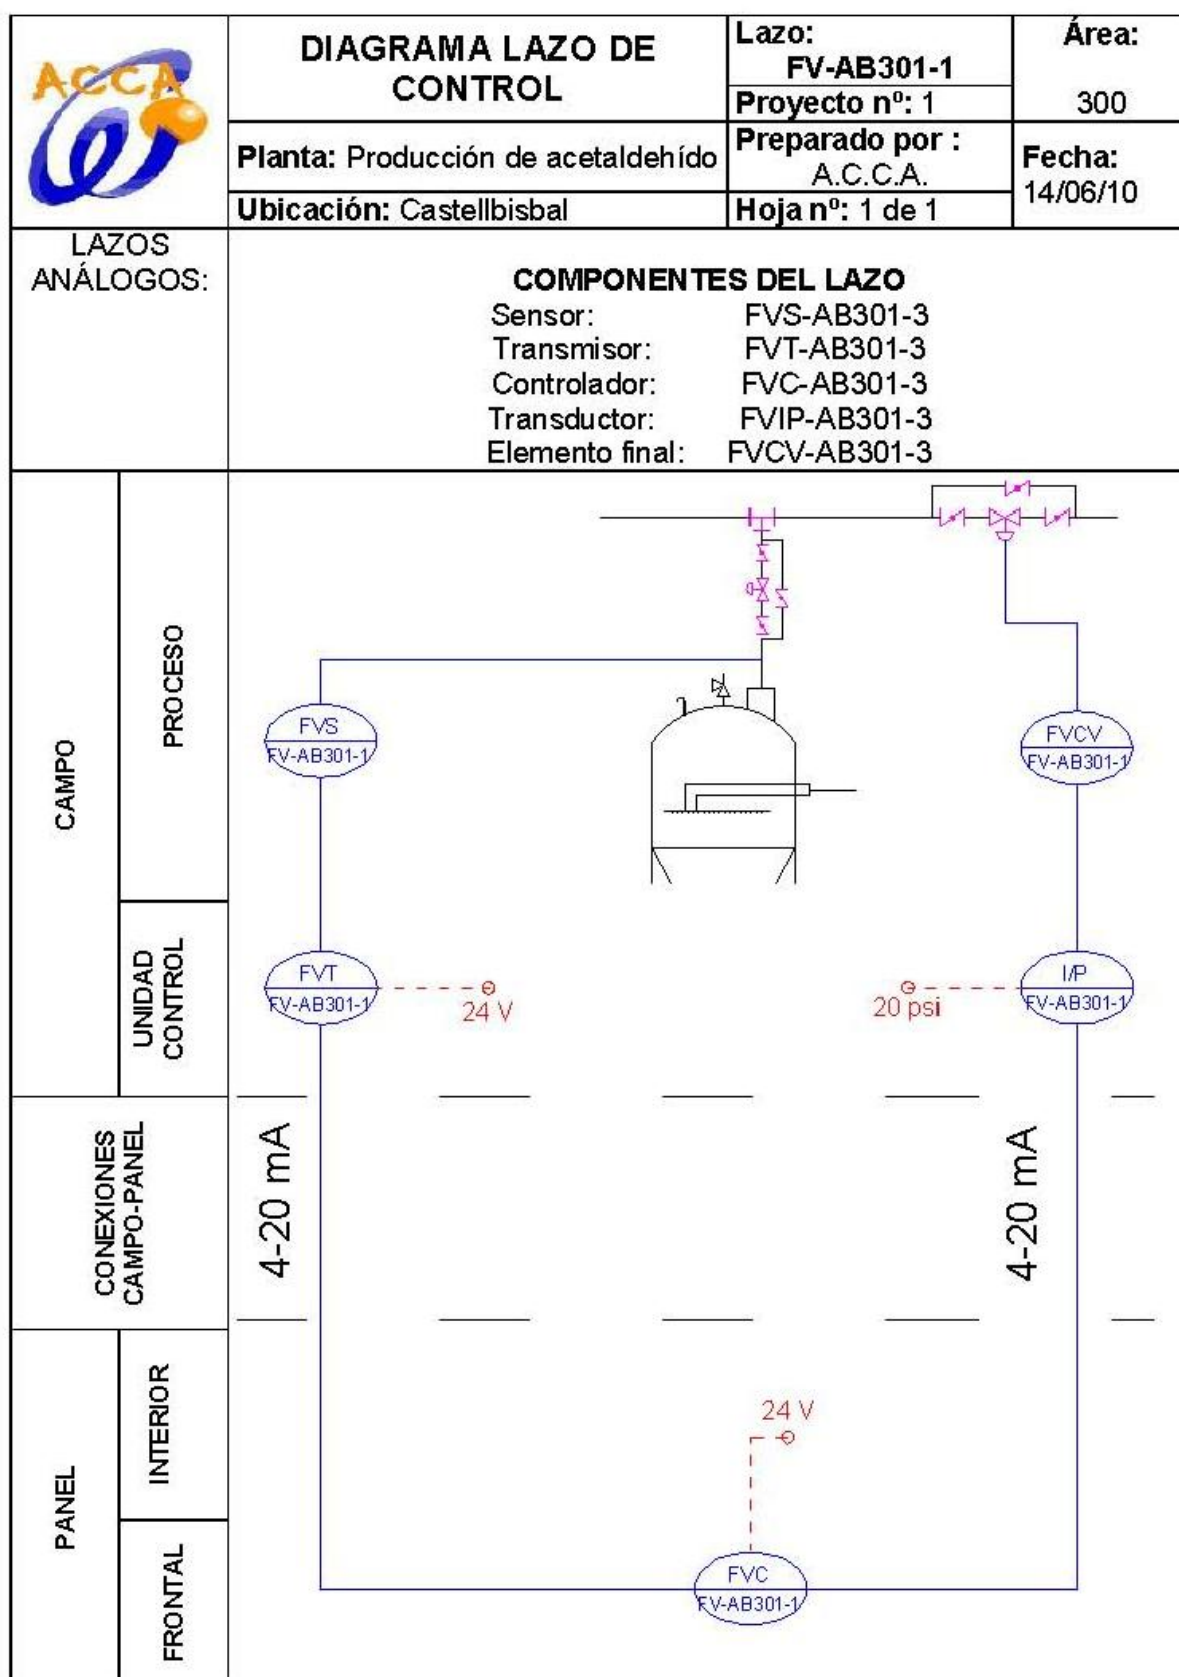 ACCA
DIAGRAMA LAZO DE
CONTROL
Lazo:
FV-AB301-1
Proyecto nº: 1
Área:
300
Planta: Producción de acetaldehído
Preparado por :
A.C.C.A.
Fecha:
14/06/10
Ubicación: Castellbisbal
Hoja nº: 1 de 1
LAZOS
ANÁLOGOS:
COMPONENTES DEL LAZO
Sensor: FVS-AB301-3
Transmisor: FVT-AB301-3
Controlador: FVC-AB301-3
Transductor: FVIP-AB301-3
Elemento final: FVCV-AB301-3
CAMPO
PROCESO
FVS
FV-AB301-1
FVCV
FV-AB301-1
UNIDAD
CONTROL
FVT
FV-AB301-1
24 V
20 psi
I/P
FV-AB301-1
CONEXIONES
CAMPO-PANEL
4-20 mA
4-20 mA
PANEL
INTERIOR
24 V
FRONTAL
FVC
FV-AB301-1